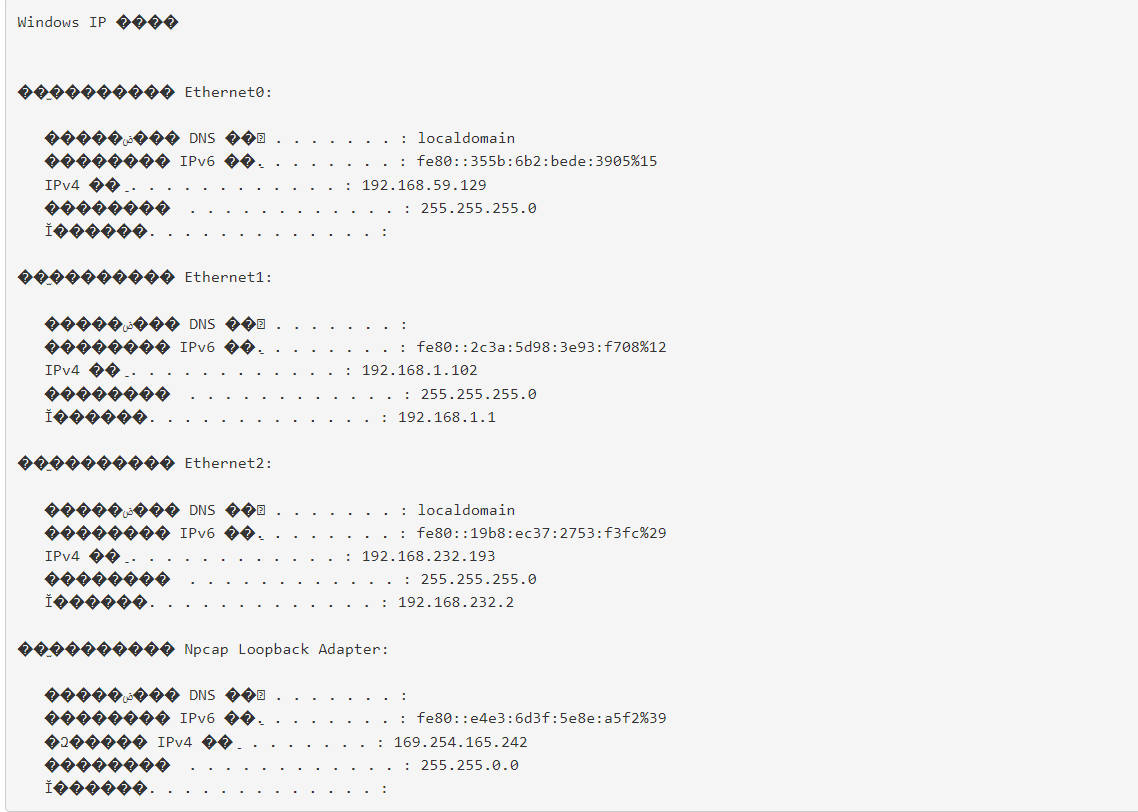 Windows IP ����
��̫������� Ethernet0:
�����ض��� DNS ��׺ . . . . . . . : localdomain
�������� IPv6 ��. . . . . . . . : fe80::355b:6b2:bede:3905%15
IPv4 �� . . . . . . . . . . . . : 192.168.59.129
�������� . . . . . . . . . . . . : 255.255.255.0
Ĭ������. . . . . . . . . . . . . :
����������� Ethernet1:
�����ض��� DNS ��׺ . . . . . . . :
�������� IPv6 ��. . . . . . . . : fe80::2c3a:5d98:3e93:f708%12
IPv4 �� . . . . . . . . . . . . : 192.168.1.102
�������� . . . . . . . . . . . . : 255.255.255.0
Ĭ������. . . . . . . . . . . . . : 192.168.1.1
����������� Ethernet2:
�����ض��� DNS ��׺ . . . . . . . : localdomain
�������� IPv6 ��. . . . . . . . : fe80::19b8:ec37:2753:f3fc%29
IPv4 �� . . . . . . . . . . . . : 192.168.232.193
�������� . . . . . . . . . . . . : 255.255.255.0
Ĭ������. . . . . . . . . . . . . : 192.168.232.2
����������� Npcap Loopback Adapter:
�����ض��� DNS ��׺ . . . . . . . :
�������� IPv6 ��. . . . . . . . : fe80::e4e3:6d3f:5e8e:a5f2%39
�Զ����� IPv4 �� . . . . . . . . : 169.254.165.242
�������� . . . . . . . . . . . . : 255.255.0.0
Ĭ������. . . . . . . . . . . . . :